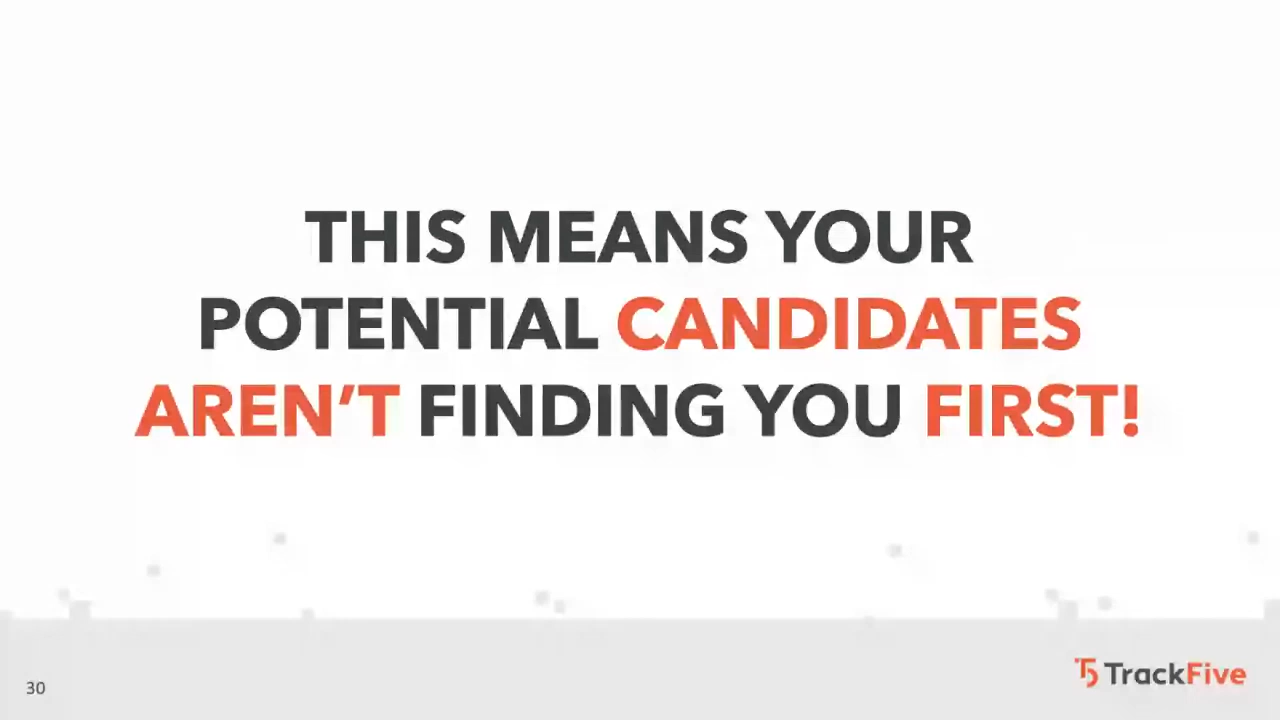 THIS MEANS YOUR
POTENTIAL CANDIDATES
AREN’T FINDING YOU FIRST!
30
TrackFive